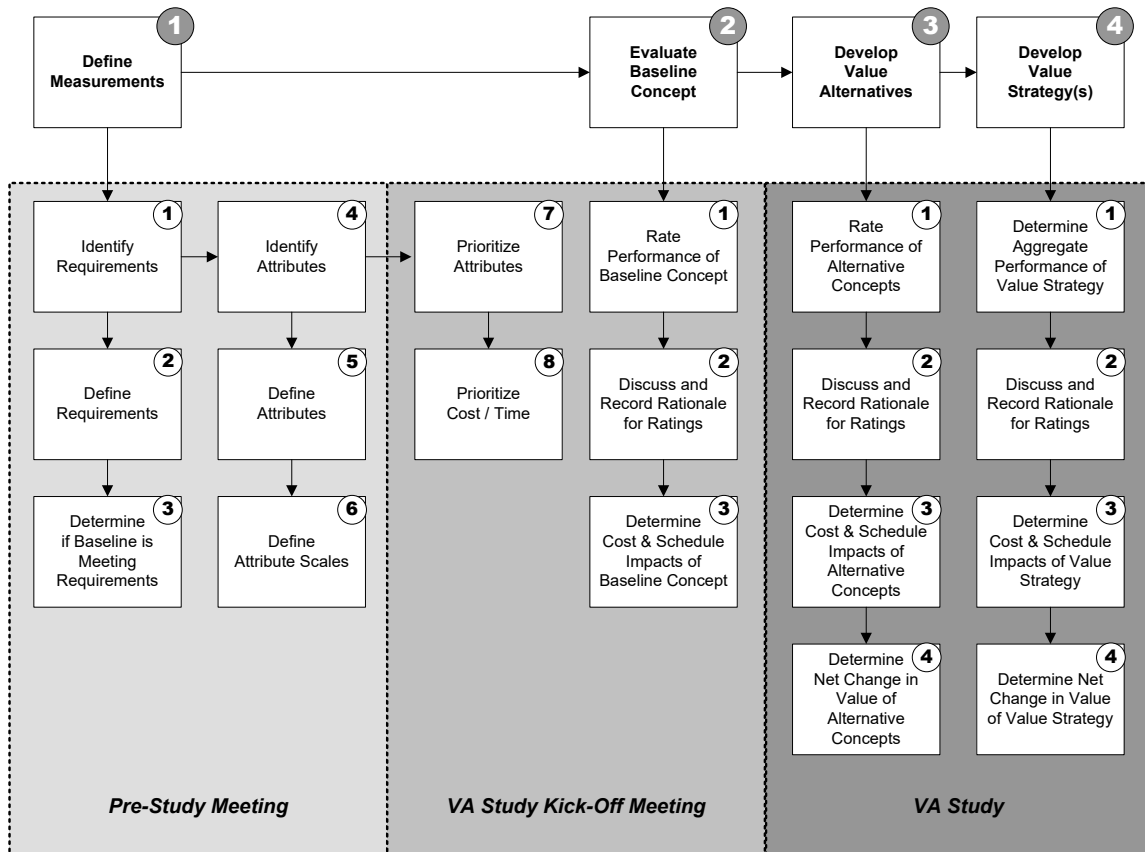 1
Define
Measurements
2
Evaluate
Baseline
Concept
3
Develop
Value
Alternatives
4
Develop
Value
Strategy(s)
1
Identify
Requirements
4
Identify
Attributes
7
Prioritize
Attributes
1
Rate
Performance of
Baseline Concept
1
Rate
Performance of
Alternative
Concepts
1
Determine
Aggregate
Performance of
Value Strategy
2
Define
Requirements
5
Define
Attributes
8
Prioritize
Cost / Time
2
Discuss and
Record Rationale
for Ratings
2
Discuss and
Record Rationale
for Ratings
2
Discuss and
Record Rationale
for Ratings
3
Determine
if Baseline is
Meeting
Requirements
6
Define
Attribute Scales
3
Determine
Cost & Schedule
Impacts of
Baseline Concept
3
Determine
Cost & Schedule
Impacts of
Alternative
Concepts
3
Determine
Cost & Schedule
Impacts of Value
Strategy
4
Determine
Net Change in
Value of
Alternative
Concepts
4
Determine Net
Change in Value
of Value Strategy
Pre-Study Meeting
VA Study Kick-Off Meeting
VA Study